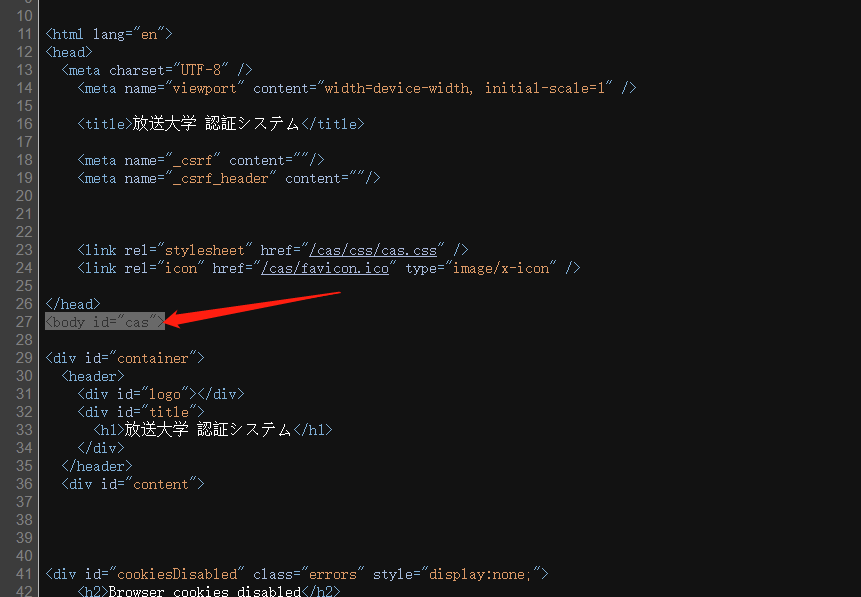 10
11 <html lang="en">
12 <head>
13 <meta charset="UTF-8" />
14 <meta name="viewport" content="width=device-width, initial-scale=1" />
15
16 <title>放送大学 認証システム</title>
17
18 <meta name="_csrf" content=""/>
19 <meta name="_csrf_header" content=""/>
20
21
22
23 <link rel="stylesheet" href="/cas/css/cas.css" />
24 <link rel="icon" href="/cas/favicon.ico" type="image/x-icon" />
25
26 </head>
27 <body id="cas">
28
29 <div id="container">
30 <header>
31 <div id="logo"></div>
32 <div id="title">
33 <h1>放送大学 認証システム</h1>
34 </div>
35 </header>
36 <div id="content">
37
38
39
40
41 <div id="cookiesDisabled" class="errors" style="display:none;">
42 <h2>Browser cookies disabled</h2>